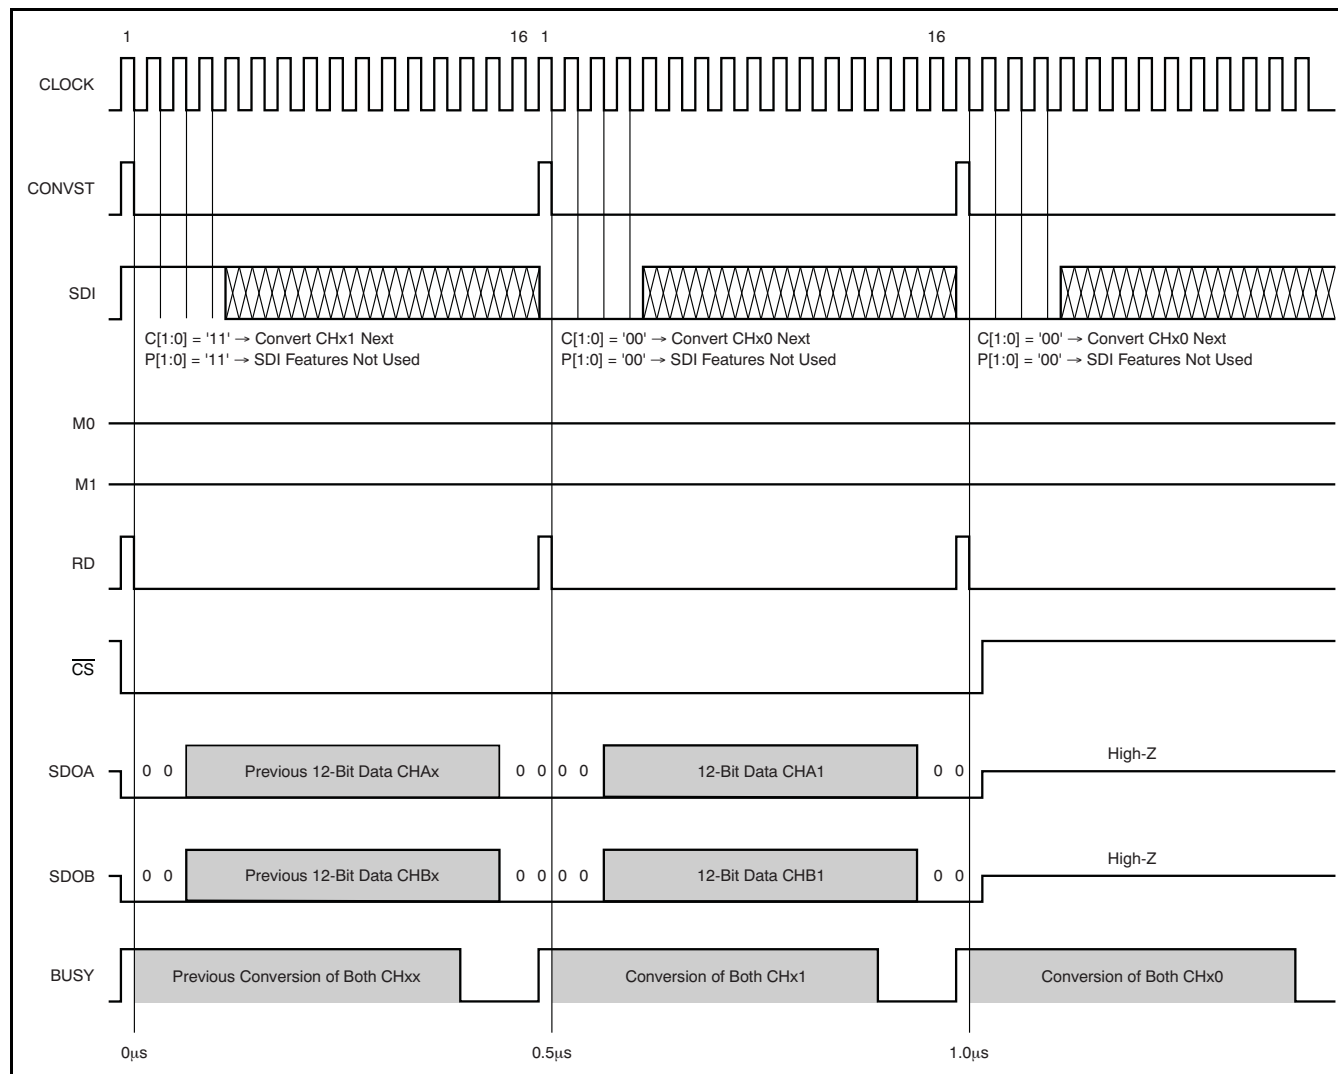 1 16 1 16
CLOCK
CONVST
SDI
C[1:0] = '11' → Convert CHx1 Next
P[1:0] = '11' → SDI Features Not Used
C[1:0] = '00' → Convert CHx0 Next
P[1:0] = '00' → SDI Features Not Used
C[1:0] = '00' → Convert CHx0 Next
P[1:0] = '00' → SDI Features Not Used
M0
M1
RD
CS
SDOA 0 0 Previous 12-Bit Data CHAx 0 0 0 0 12-Bit Data CHA1 0 0 High-Z
SDOB 0 0 Previous 12-Bit Data CHBx 0 0 0 0 12-Bit Data CHB1 0 0 High-Z
BUSY Previous Conversion of Both CHxx Conversion of Both CHx1 Conversion of Both CHx0
0µs 0.5µs 1.0µs